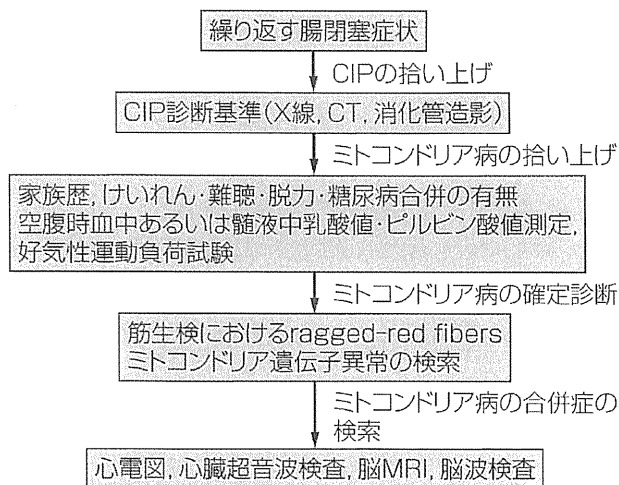 繰り返す腸閉塞症状
CIPの拾い上げ
CIP診断基準(X線, CT, 消化管造影)
ミトコンドリア病の拾い上げ
家族歴, けいれん・難聴・脱力・糖尿病合併の有無
空腹時血中あるいは髄液中乳酸値・ピルビン酸値測定,
好気性運動負荷試験
ミトコンドリア病の確定診断
筋生検におけるragged-red fibers
ミトコンドリア遺伝子異常の検索
ミトコンドリア病の合併症の
検索
心電図, 心臓超音波検査, 脳MRI, 脳波検査